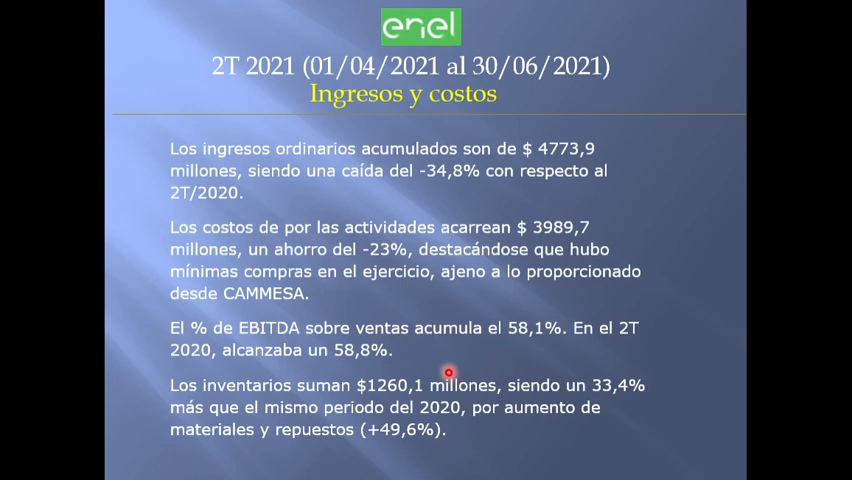 enel
2T 2021 (01/04/2021 al 30/06/2021)
Ingresos y costos
Los ingresos ordinarios acumulados son de $ 4773,9
millones, siendo una caída del -34,8% con respecto al
2T/2020.
Los costos de por las actividades acarrean $ 3989,7
millones, un ahorro del -23%, destacándose que hubo
mínimas compras en el ejercicio, ajeno a lo proporcionado
desde CAMMESA.
El % de EBITDA sobre ventas acumula el 58,1%. En el 2T
2020, alcanzaba un 58,8%.
Los inventarios suman $1260,1 millones, siendo un 33,4%
más que el mismo periodo del 2020, por aumento de
materiales y repuestos (+49,6%).